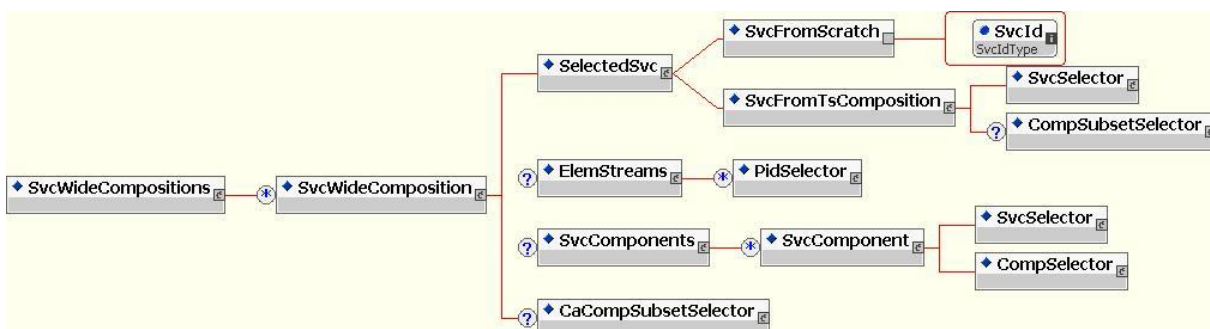 SvcFromScratch
SvcId
SvcIdType
SelectedSvc
SvcSelector
SvcFromTsComposition
CompSubsetSelector
?
SvcWideCompositions
*
SvcWideComposition
?
ElemStreams
*
PidSelector
SvcSelector
?
SvcComponents
*
SvcComponent
CompSelector
?
CaCompSubsetSelector